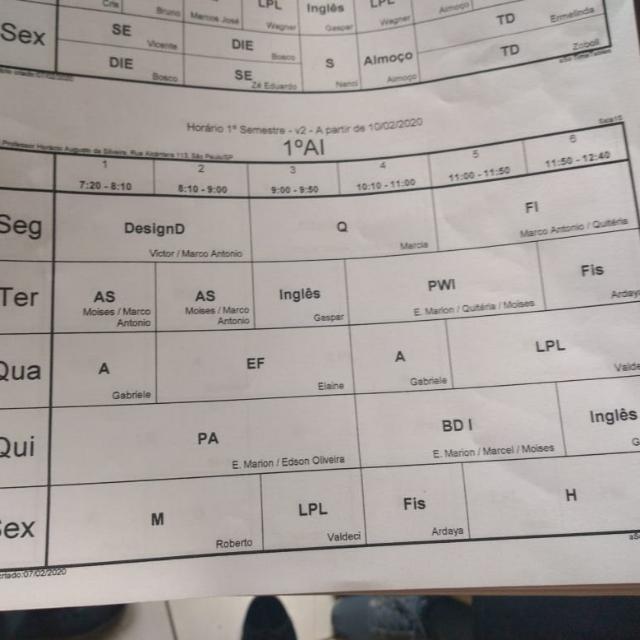 Cris Bruno Marcos José LPL Wagner Inglês Gaspar LPL Wagner Almoço TD Ermelinda
Sex SE Vicente DIE Bosco S Nanci Almoço Almoço TD Zoboli
DIE Bosco SE Zé Eduardo
Horário 1º Semestre - v2 - A partir de 10/02/2020
Professor Horácio Augusto da Silveira, Rua Alcântara 113, São Paulo/SP
1ºAI
1 2 3 4 5 6
7:20 - 8:10 8:10 - 9:00 9:00 - 9:50 10:10 - 11:00 11:00 - 11:50 11:50 - 12:40
Seg DesignD Q FI
Victor / Marco Antonio Marcia Marco Antonio / Quitéria
Ter AS AS Inglês PWI Fis
Moises / Marco Antonio Moises / Marco Antonio Gaspar E. Marion / Quitéria / Moises Ardaya
Qua A EF A LPL
Gabriele Elaine Gabriele Valde
Qui PA BD I Inglês
E. Marion / Edson Oliveira E. Marion / Marcel / Moises G
Sex M LPL Fis H
Roberto Valdeci Ardaya
criado:07/02/2020